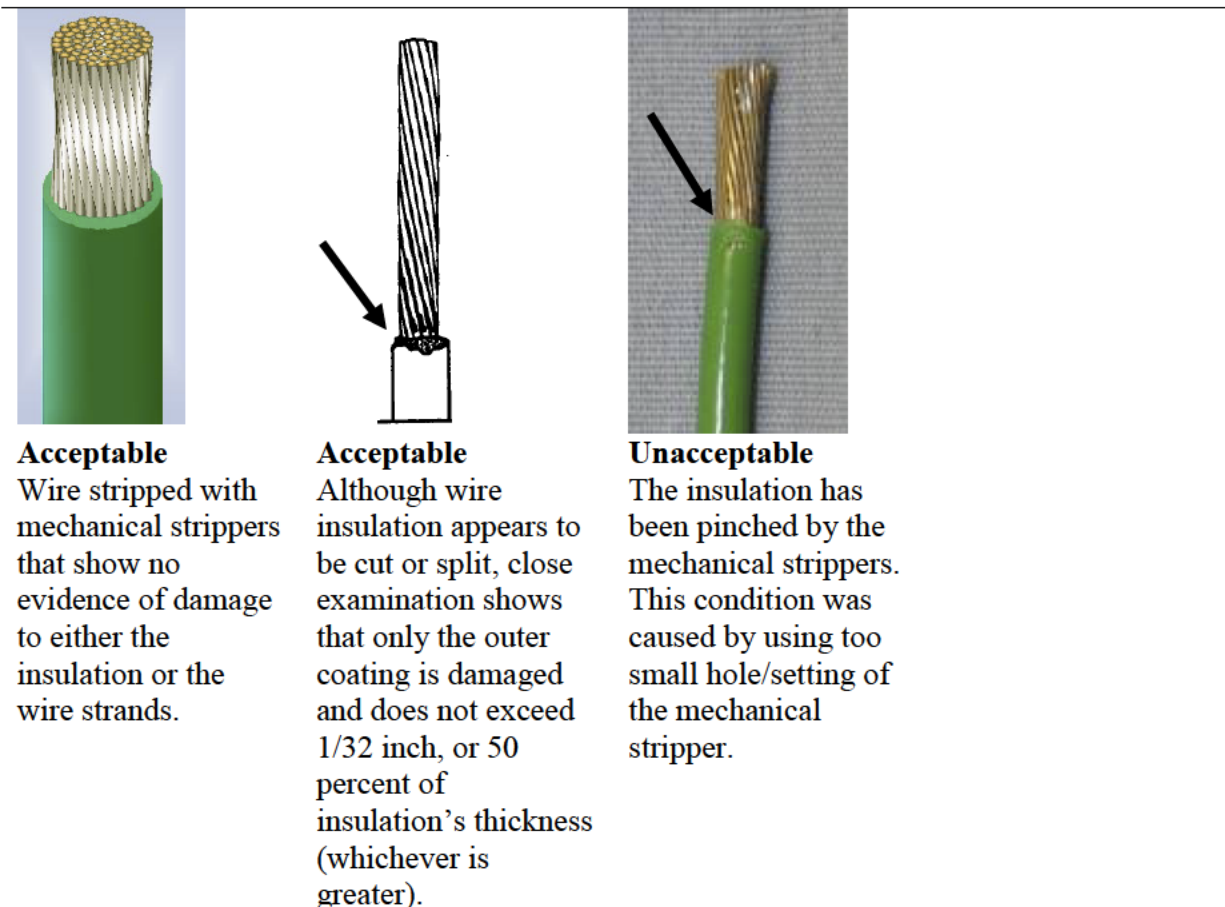 Acceptable
Wire stripped with
mechanical strippers
that show no
evidence of damage
to either the
insulation or the
wire strands.
Acceptable
Although wire
insulation appears to
be cut or split, close
examination shows
that only the outer
coating is damaged
and does not exceed
1/32 inch, or 50
percent of
insulation’s thickness
(whichever is
greater).
Unacceptable
The insulation has
been pinched by the
mechanical strippers.
This condition was
caused by using too
small hole/setting of
the mechanical
stripper.